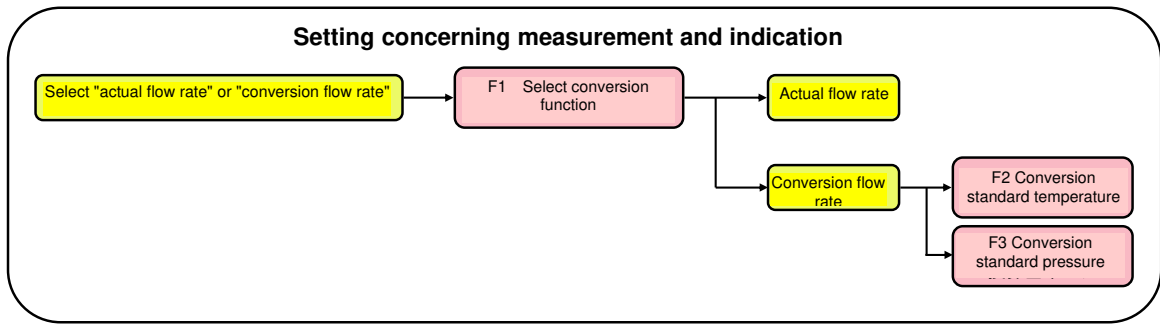 Setting concerning measurement and indication
Select "actual flow rate" or "conversion flow rate"
F1 Select conversion
function
Actual flow rate
Conversion flow
rate
F2 Conversion
standard temperature
F3 Conversion
standard pressure